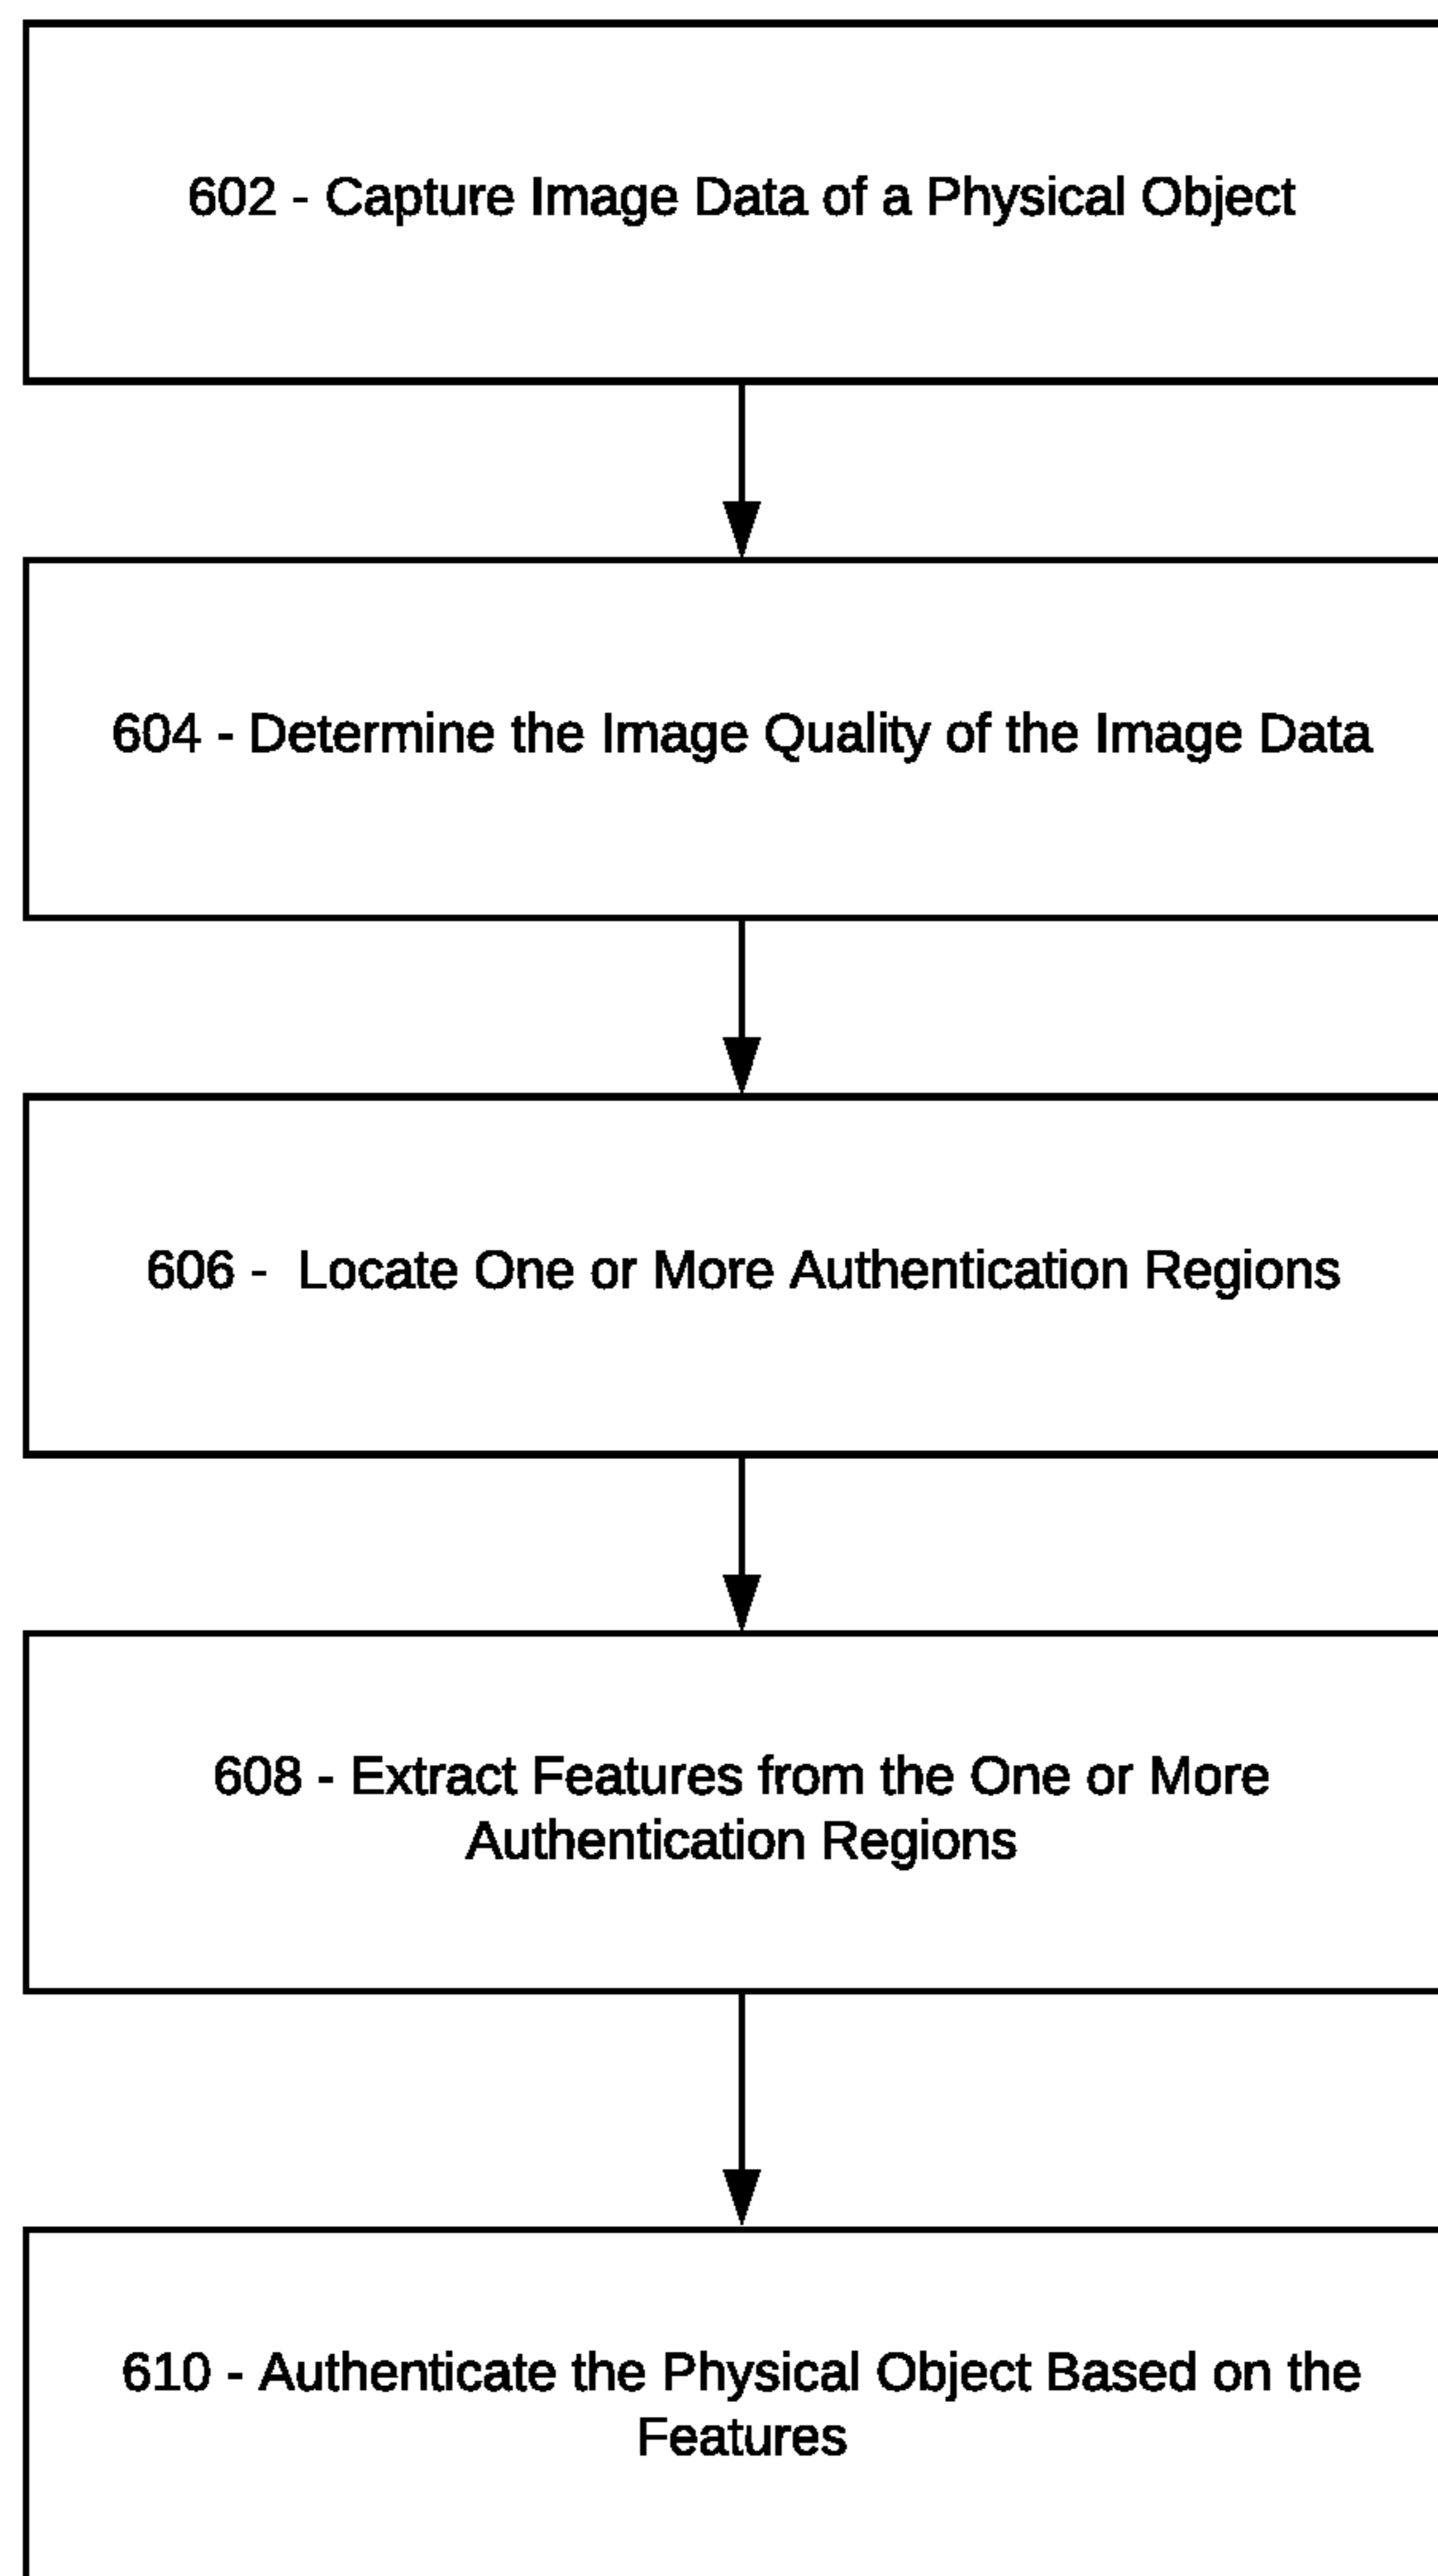 602 - Capture Image Data of a Physical Object
604 - Determine the Image Quality of the Image Data
606 -  Locate One or More Authentication Regions
608 - Extract Features from the One or More
Authentication Regions
610 - Authenticate the Physical Object Based on the
Features